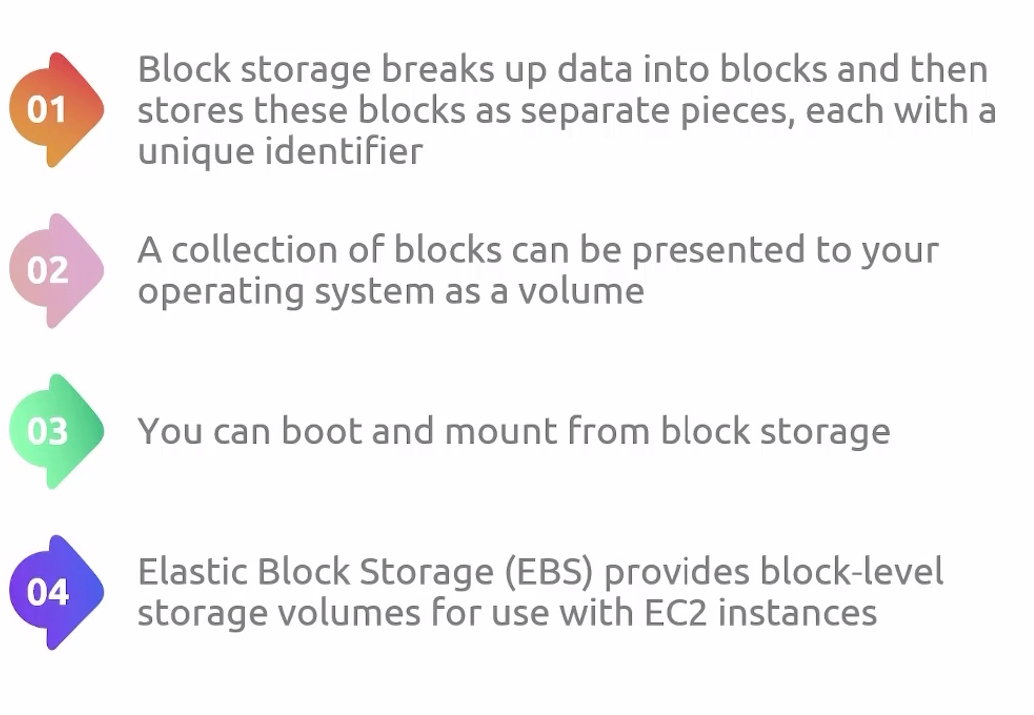 01
Block storage breaks up data into blocks and then
stores these blocks as separate pieces, each with a
unique identifier
02
A collection of blocks can be presented to your
operating system as a volume
03
You can boot and mount from block storage
04
Elastic Block Storage (EBS) provides block-level
storage volumes for use with EC2 instances